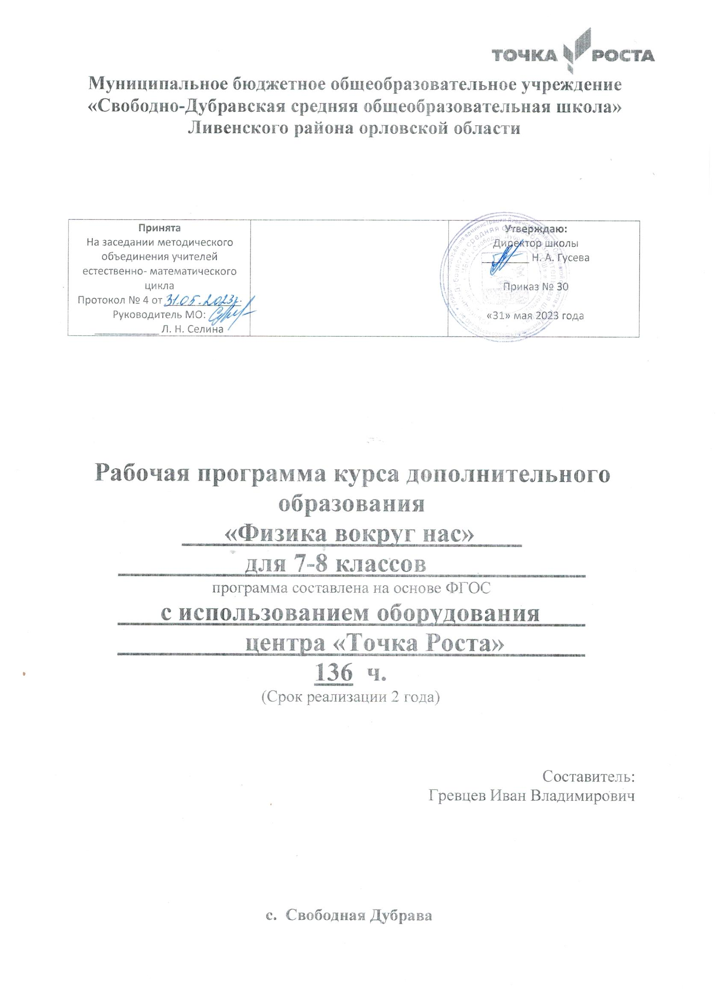 ТОЧКА РОСТА
Муниципальное бюджетное общеобразовательное учреждение
«Свободно-Дубравская средняя общеобразовательная школа»
Ливенского района орловской области
Принята
На заседании методического
объединения учителей
естественно- математического
цикла
Протокол № 4 от 31.05.2023г.
Руководитель МО:
____________ Л. Н. Селина
Утверждаю:
Директор школы
_________ Н. А. Гусева
Приказ № 30
«31» мая 2023 года
Рабочая программа курса дополнительного
образования
«Физика вокруг нас»
для 7-8 классов
программа составлена на основе ФГОС
с использованием оборудования
центра «Точка Роста»
136 ч.
(Срок реализации 2 года)
Составитель:
Гревцев Иван Владимирович
с. Свободная Дубрава